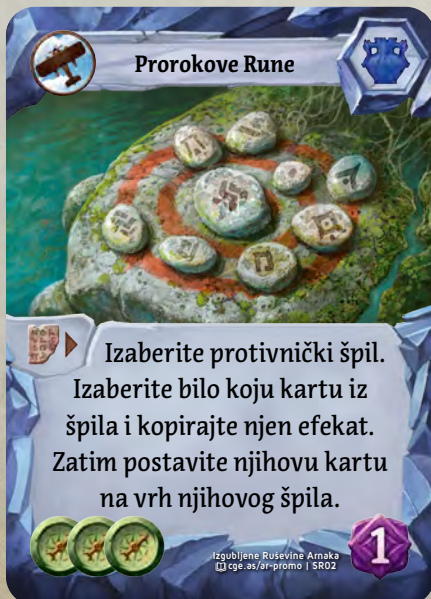 Prorokove Rune
Izaberite protivnički špil.
Izaberite bilo koju kartu iz
špila i kopirajte njen efekat.
Zatim postavite njihovu kartu
na vrh njihovog špila.
Izgubljene Ruševine Arnaka
cge.as/ar-promo | SR02
1